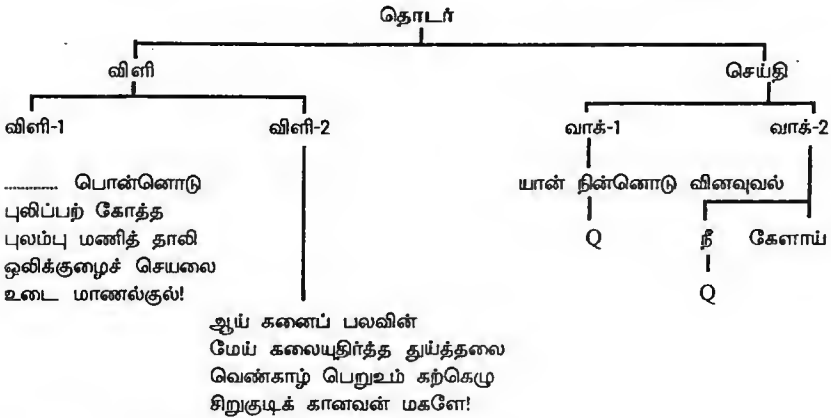 தொடர்
விளி செய்தி
விளி-1 விளி-2 வாக்-1 வாக்-2
............ பொன்னொடு
புலிப்பற் கோத்த
புலம்பு மணித் தாலி
ஒலிக்குழைச் செயலை
உடை மாணல்குல்!
யான் நின்னொடு வினவுவல்
Q நீ கேளாய்
Q
ஆய் சுனைப் பலவின்
மேய் கலையுதிர்த்த துய்த்தலை
வெண்காழ் பெறூஉம் கற்கெழு
சிறுகுடிக் கானவன் மகளே!